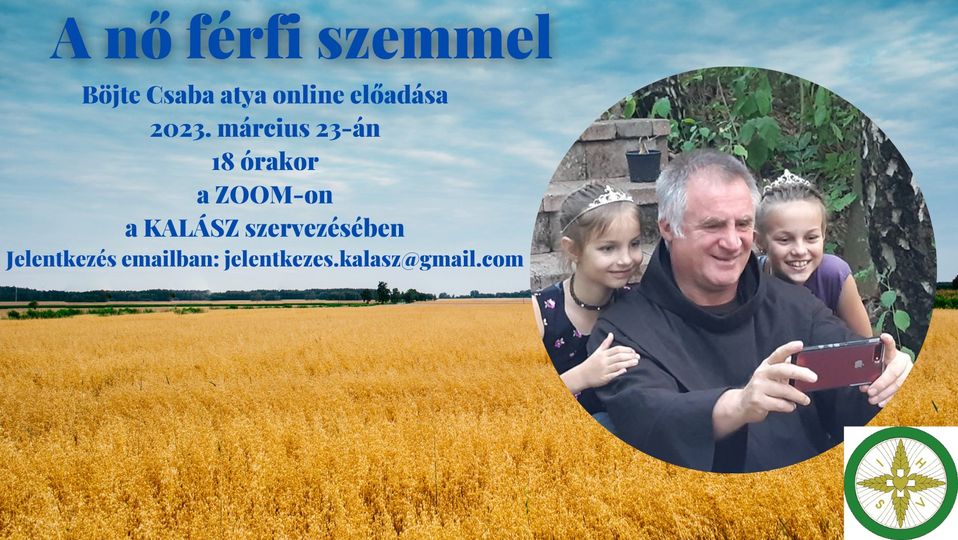 A nő férfi szemmel
Böjte Csaba atya online előadása
2023. március 23-án
18 órakor
a ZOOM-on
a KALÁSZ szervezésében
Jelentkezés emailban: jelentkezes.kalasz@gmail.com
I H
S V